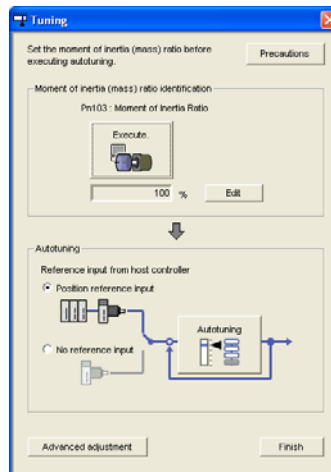 Tuning
Set the moment of inertia (mass) ratio before
executing autotuning.
Precautions
Moment of inertia (mass) ratio identification
Pn103 : Moment of Inertia Ratio
Execute.
100 %
Edit
Autotuning
Reference input from host controller
Position reference input
Autotuning
No reference input
Advanced adjustment
Finish